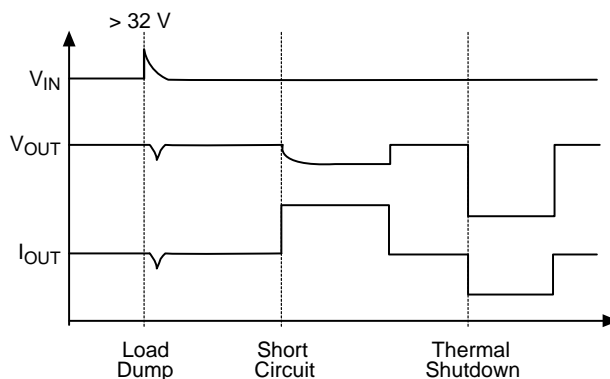 > 32 V
VIN
VOUT
IOUT
Load
Dump
Short
Circuit
Thermal
Shutdown